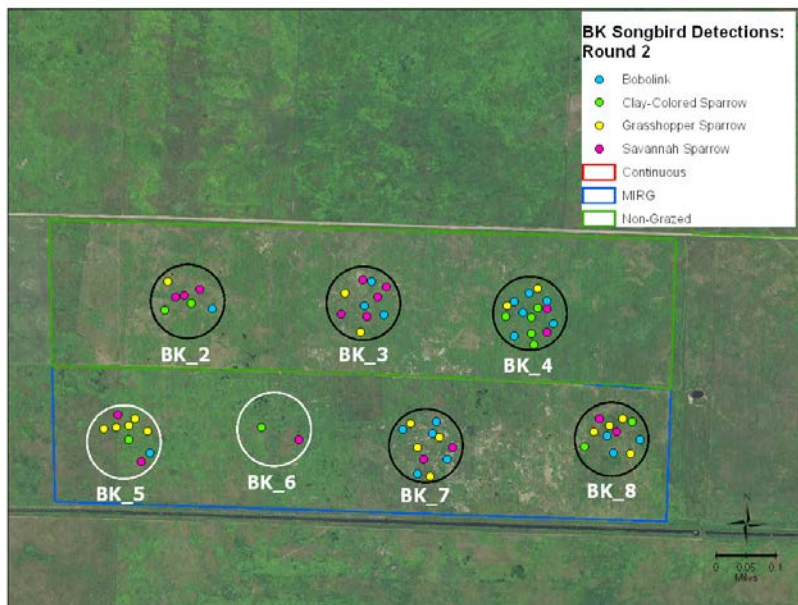 BK Songbird Detections:
Round 2
Bobolink
Clay-Colored Sparrow
Grasshopper Sparrow
Savannah Sparrow
Continuous
MIRG
Non-Grazed
BK_2
BK_3
BK_4
BK_5
BK_6
BK_7
BK_8
N
0 0.05 0.1
Miles